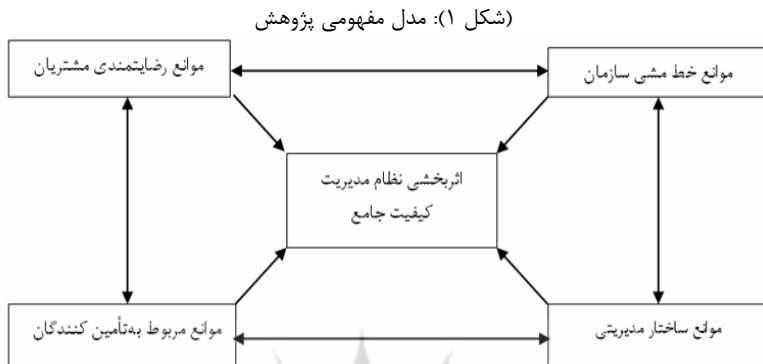 (شکل ۱): مدل مفهومی پژوهش
موانع خط مشی سازمان
موانع رضایتمندی مشتریان
اثربخشی نظام مدیریت
کیفیت جامع
موانع ساختار مدیریتی
موانع مربوط به‌تأمین کنندگان